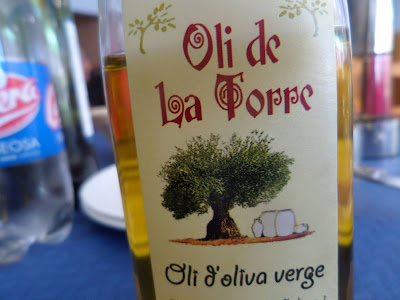 Oli de
La Torre
Oli d'oliva verge